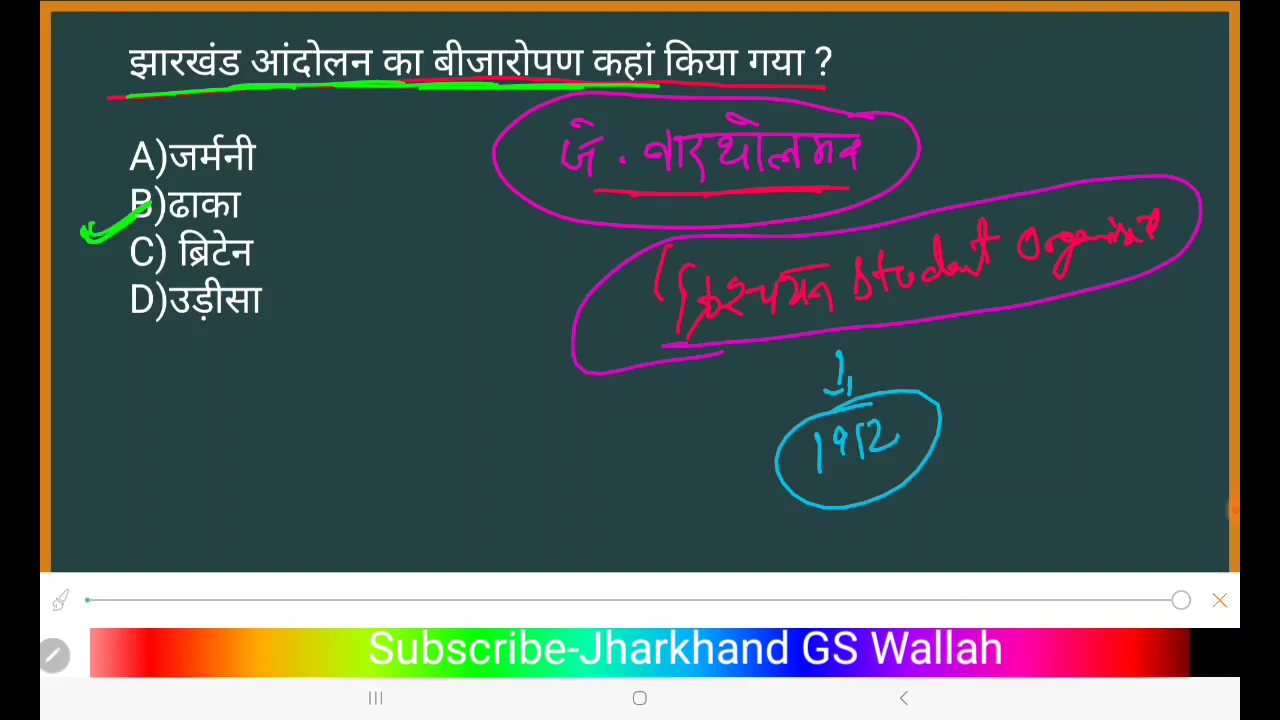 झारखंड आंदोलन का बीजारोपण कहां किया गया ?
जे. बारथोलमन
A)जर्मनी
B)ढाका
Student
C) ब्रिटेन
D)उड़ीसा
1912
Subscribe-Jharkhand GS Wallah